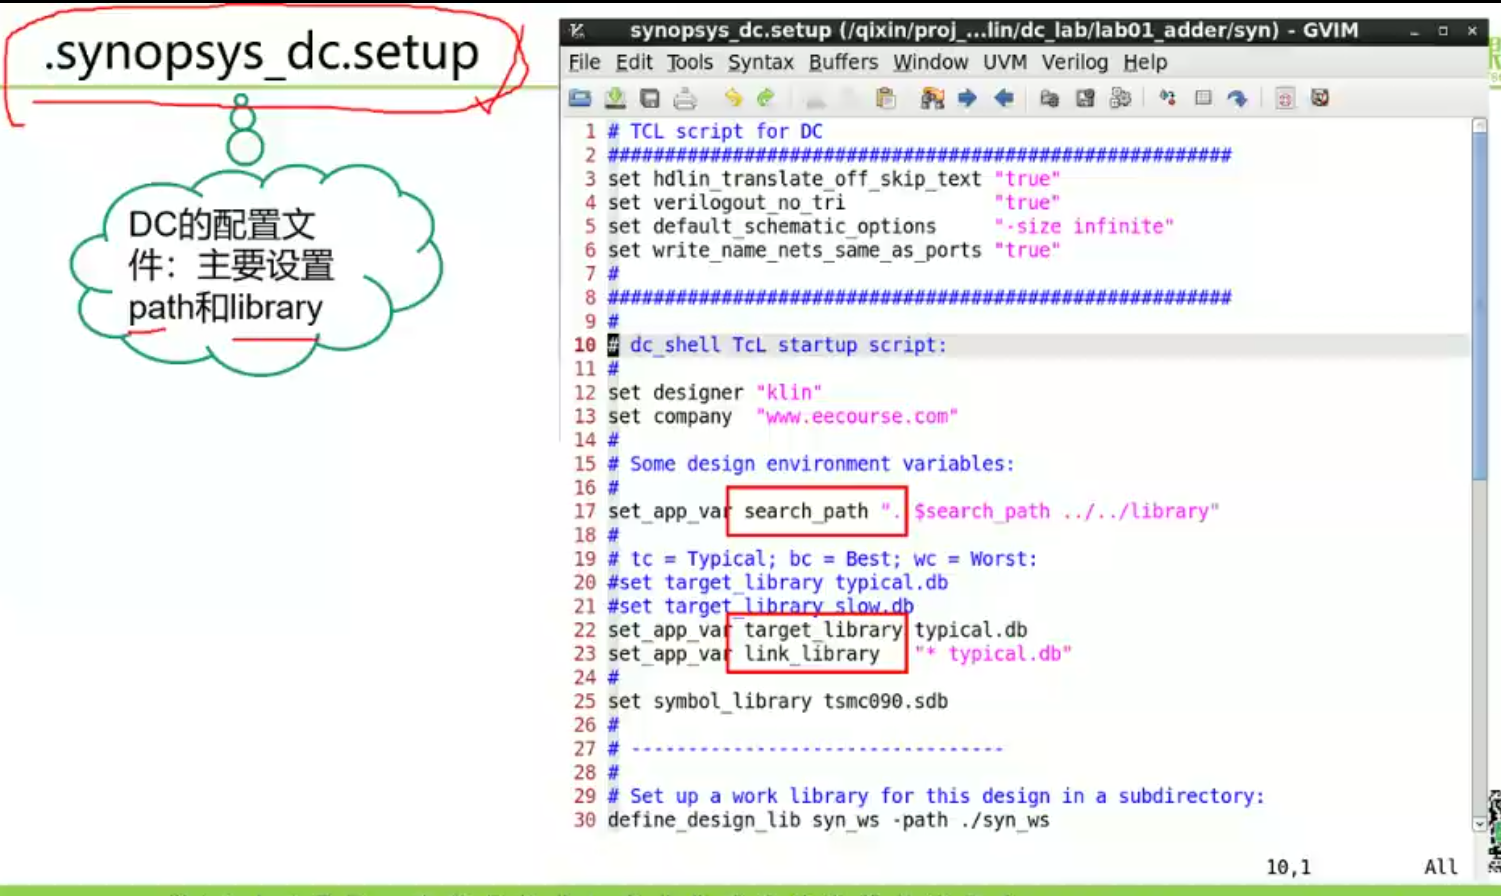 .synopsys_dc.setup
DC的配置文
件：主要设置
path和library
synopsys_dc.setup (/qixin/proj_...lin/dc_lab/lab01_adder/syn) - GVIM
File Edit Tools Syntax Buffers Window UVM Verilog Help
1 # TCL script for DC
2 #######################################################
3 set hdlin_translate_off_skip_text "true"
4 set verilogout_no_tri "true"
5 set default_schematic_options "-size infinite"
6 set write_name_nets_same_as_ports "true"
7 #
8 #######################################################
9 #
10 # dc_shell TcL startup script:
11 #
12 set designer "klin"
13 set company "www.eecourse.com"
14 #
15 # Some design environment variables:
16 #
17 set_app_var search_path ". $search_path ../../library"
18 #
19 # tc = Typical; bc = Best; wc = Worst:
20 #set target_library typical.db
21 #set target_library slow.db
22 set_app_var target_library typical.db
23 set_app_var link_library "* typical.db"
24 #
25 set symbol_library tsmc090.sdb
26 #
27 # ---------------------------------
28 #
29 # Set up a work library for this design in a subdirectory:
30 define_design_lib syn_ws -path ./syn_ws
10,1 All